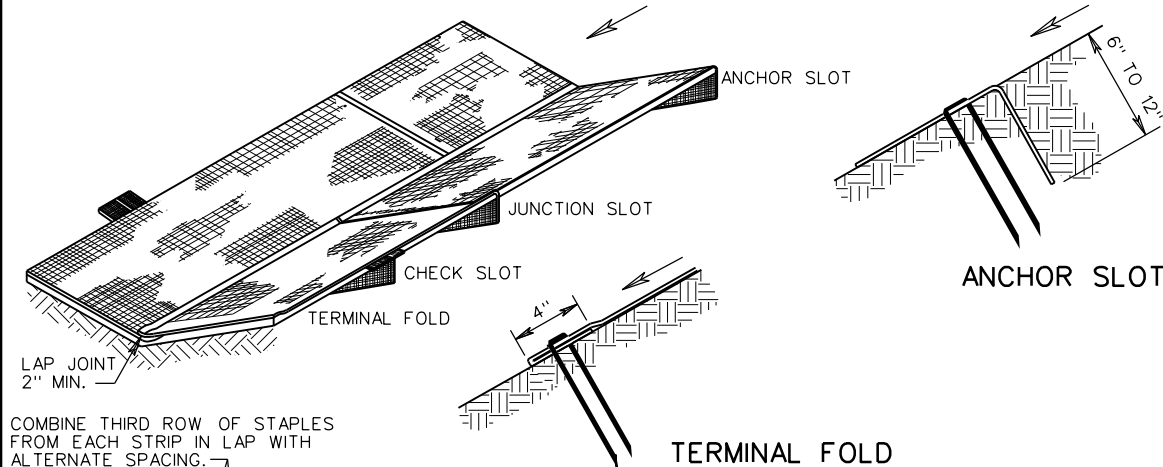 ANCHOR SLOT
6" TO 12"
JUNCTION SLOT
CHECK SLOT
ANCHOR SLOT
4"
TERMINAL FOLD
LAP JOINT
2" MIN.
COMBINE THIRD ROW OF STAPLES
FROM EACH STRIP IN LAP WITH
ALTERNATE SPACING.
TERMINAL FOLD